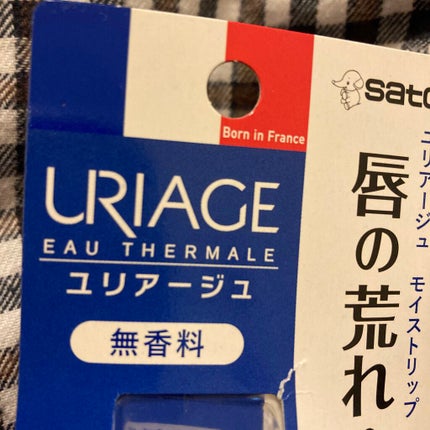 Born in France
URIAGE
EAU THERMALE
ユリアージュ
無香料
sato
ユリアージュ モイストリップ
唇の荒れ